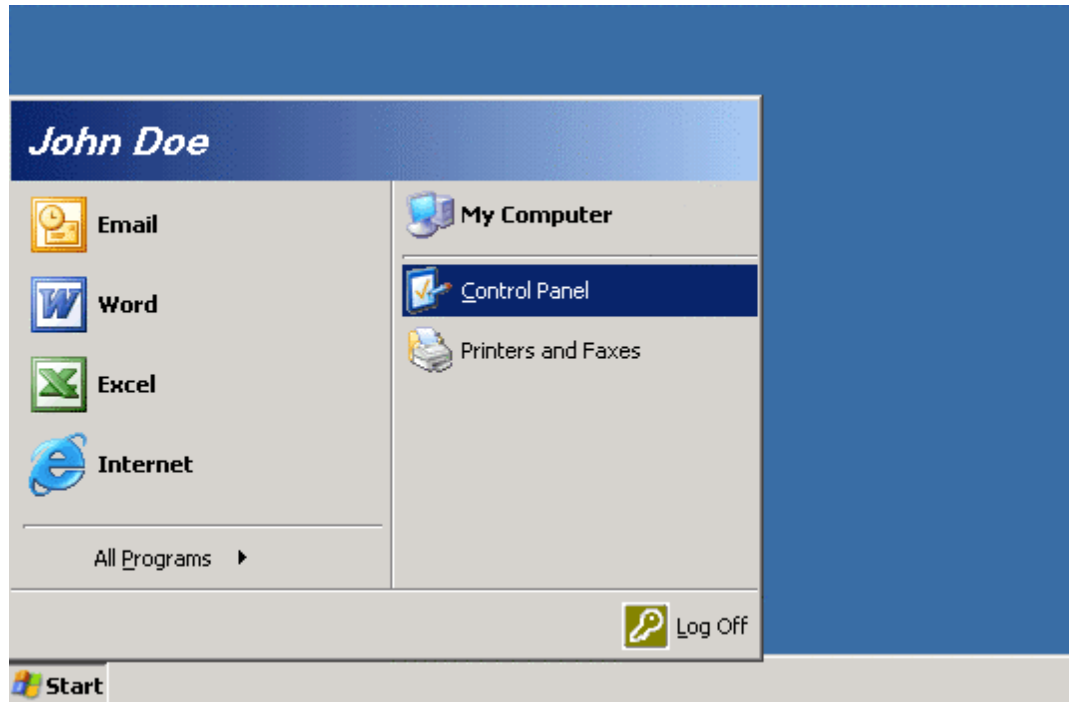 John Doe
Email
Word
Excel
Internet
All Programs
My Computer
Control Panel
Printers and Faxes
Log Off
Start